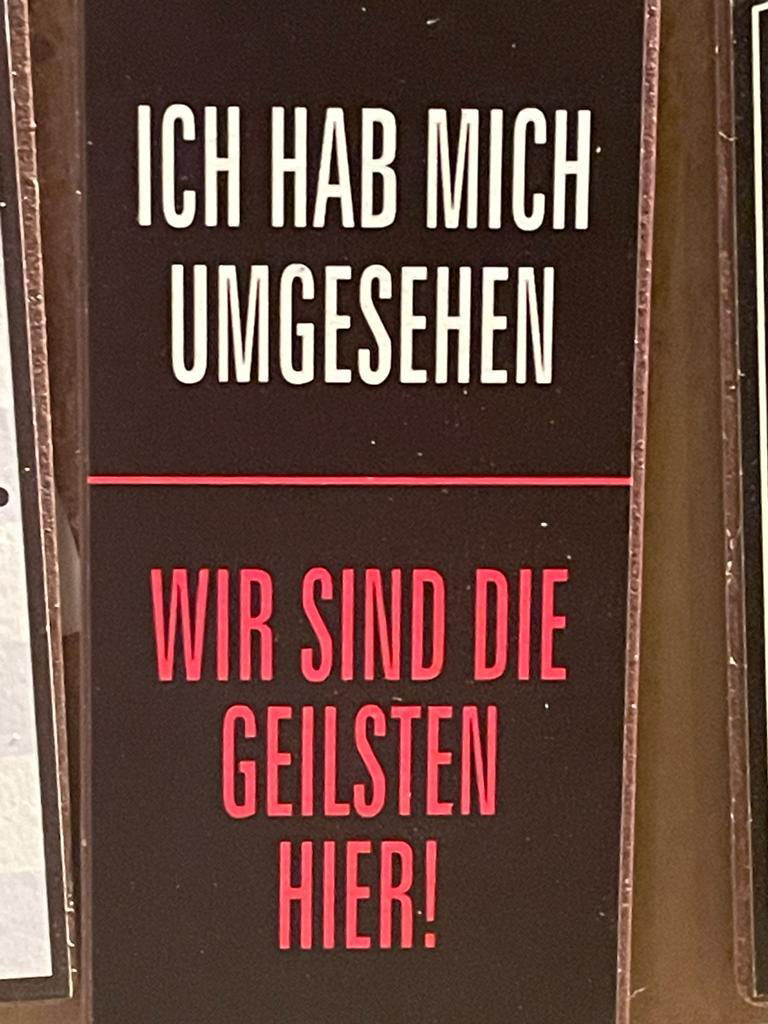 ICH HAB MICH
UMGESEHEN
WIR SIND DIE
GEILSTEN
HIER!